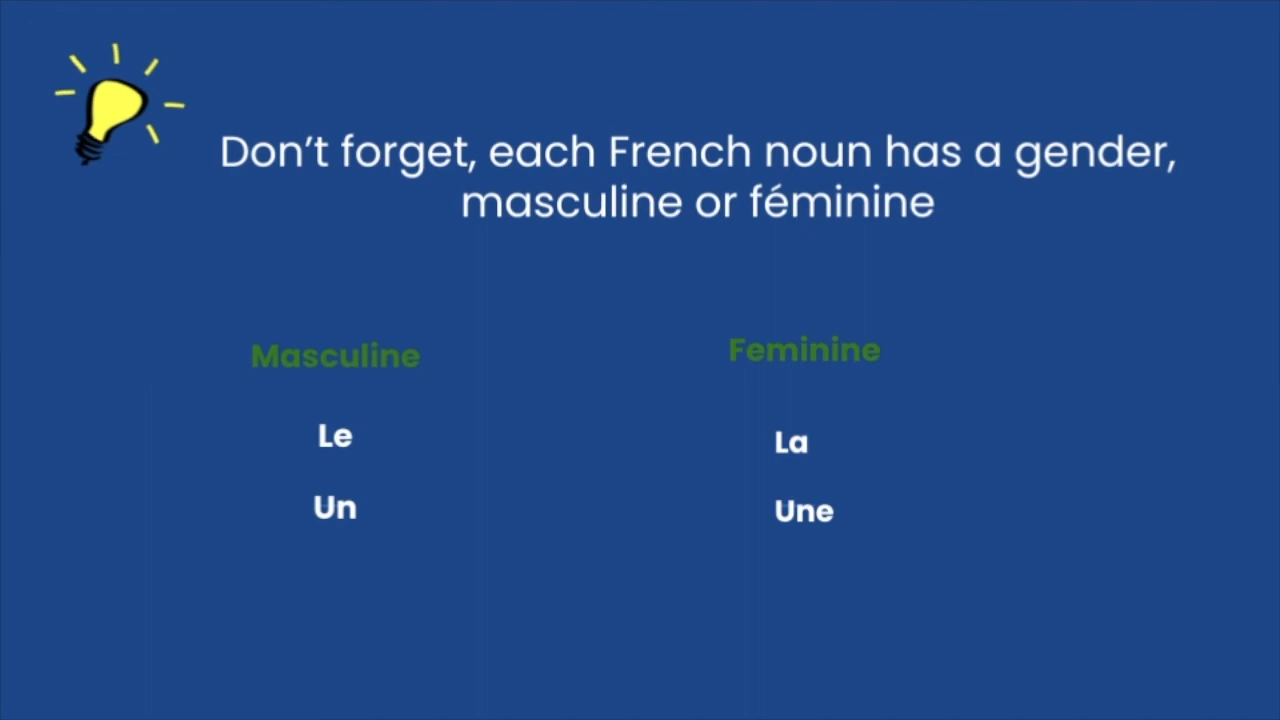 Don't forget, each French noun has a gender,
masculine or féminine
Masculine
Feminine
Le
La
Un
Une